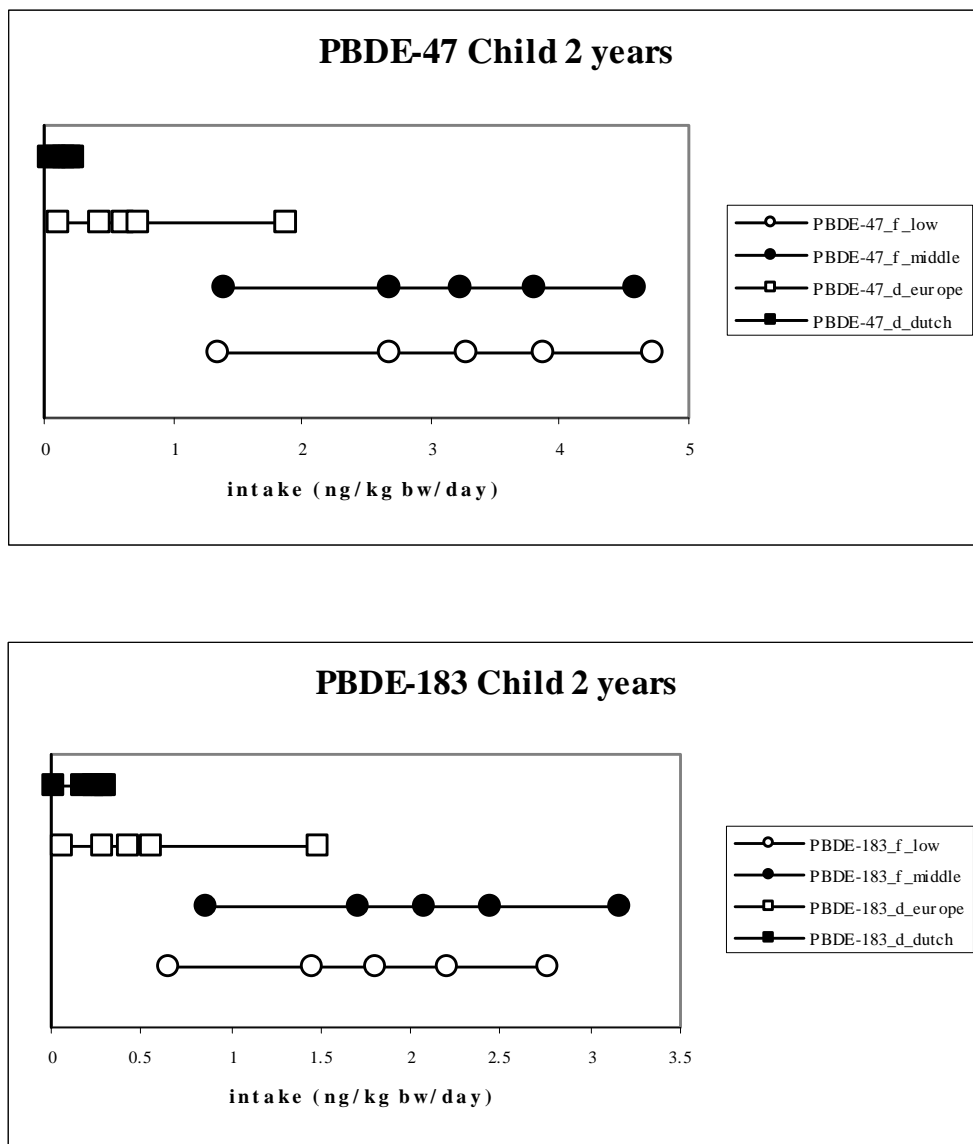 PBDE-47 Child 2 years
PBDE-47_f_low
PBDE-47_f_middle
PBDE-47_d_europe
PBDE-47_d_dutch
0 1 2 3 4 5
intake (ng/kg bw/day)
PBDE-183 Child 2 years
PBDE-183_f_low
PBDE-183_f_middle
PBDE-183_d_europe
PBDE-183_d_dutch
0 0.5 1 1.5 2 2.5 3 3.5
intake (ng/kg bw/day)